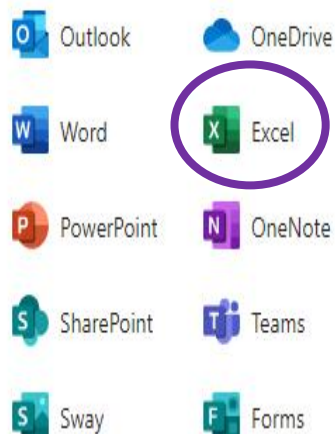 Outlook OneDrive
Word Excel
PowerPoint OneNote
SharePoint Teams
Sway Forms